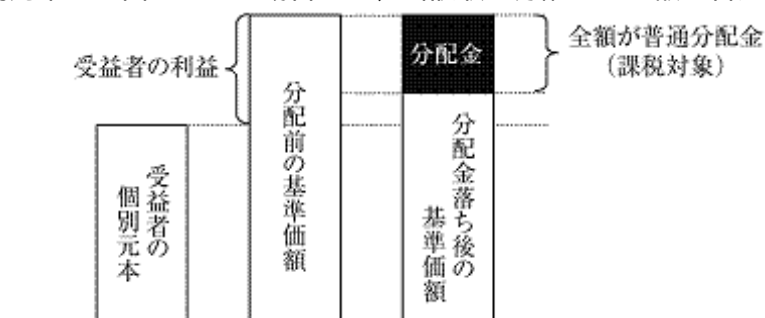 受益者の利益
分配前の基準価額
分配金
全額が普通分配金
(課税対象)
受益者の
個別元本
分配金落ち後の
基準価額